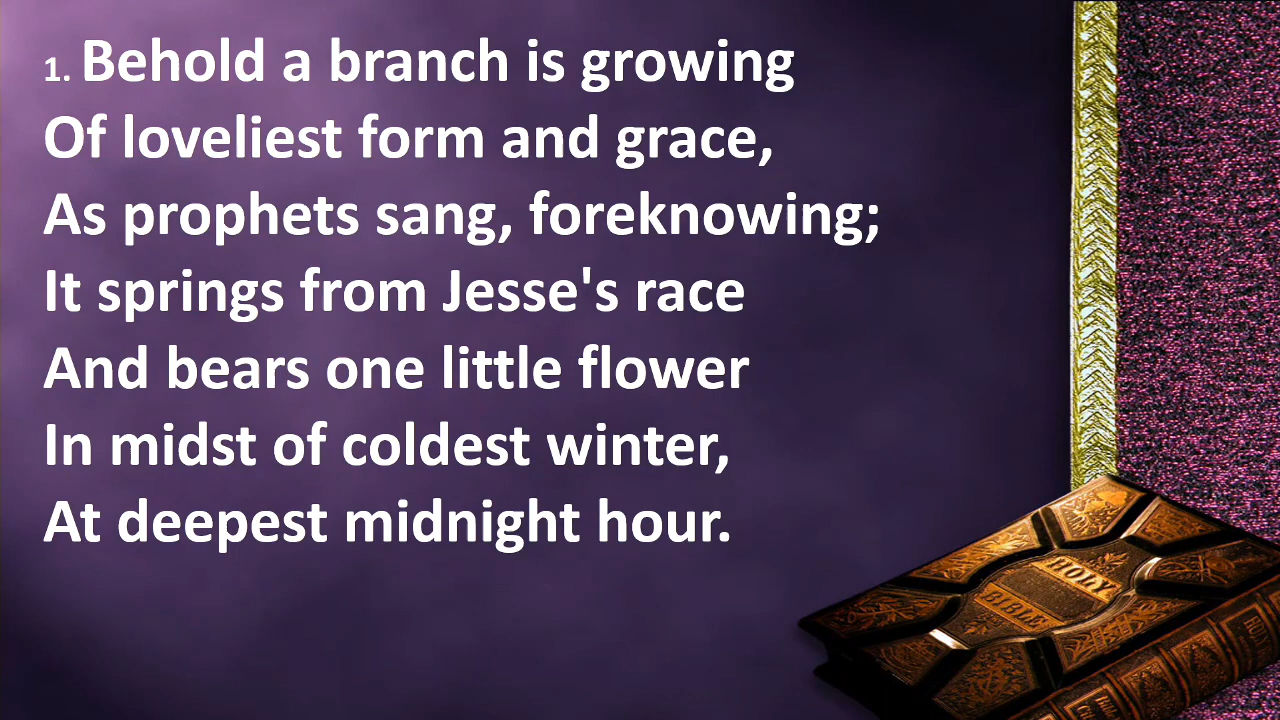 1. Behold a branch is growing
Of loveliest form and grace,
As prophets sang, foreknowing;
It springs from Jesse's race
And bears one little flower
In midst of coldest winter,
At deepest midnight hour.
HOLY
BIBLE